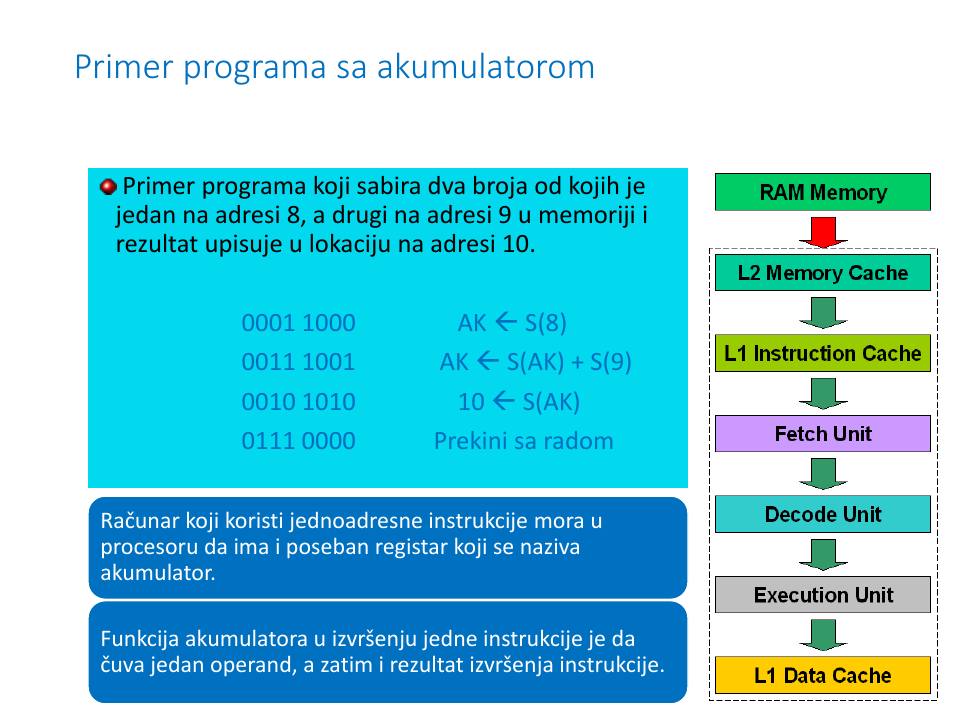 Primer programa sa akumulatorom
Primer programa koji sabira dva broja od kojih je
jedan na adresi 8, a drugi na adresi 9 u memoriji i
rezultat upisuje u lokaciju na adresi 10.
0001 1000 AK ← S(8)
0011 1001 AK ← S(AK) + S(9)
0010 1010 10 ← S(AK)
0111 0000 Prekini sa radom
Računar koji koristi jednoadresne instrukcije mora u
procesoru da ima i poseban registar koji se naziva
akumulator.
Funkcija akumulatora u izvršenju jedne instrukcije je da
čuva jedan operand, a zatim i rezultat izvršenja instrukcije.
RAM Memory
L2 Memory Cache
L1 Instruction Cache
Fetch Unit
Decode Unit
Execution Unit
L1 Data Cache